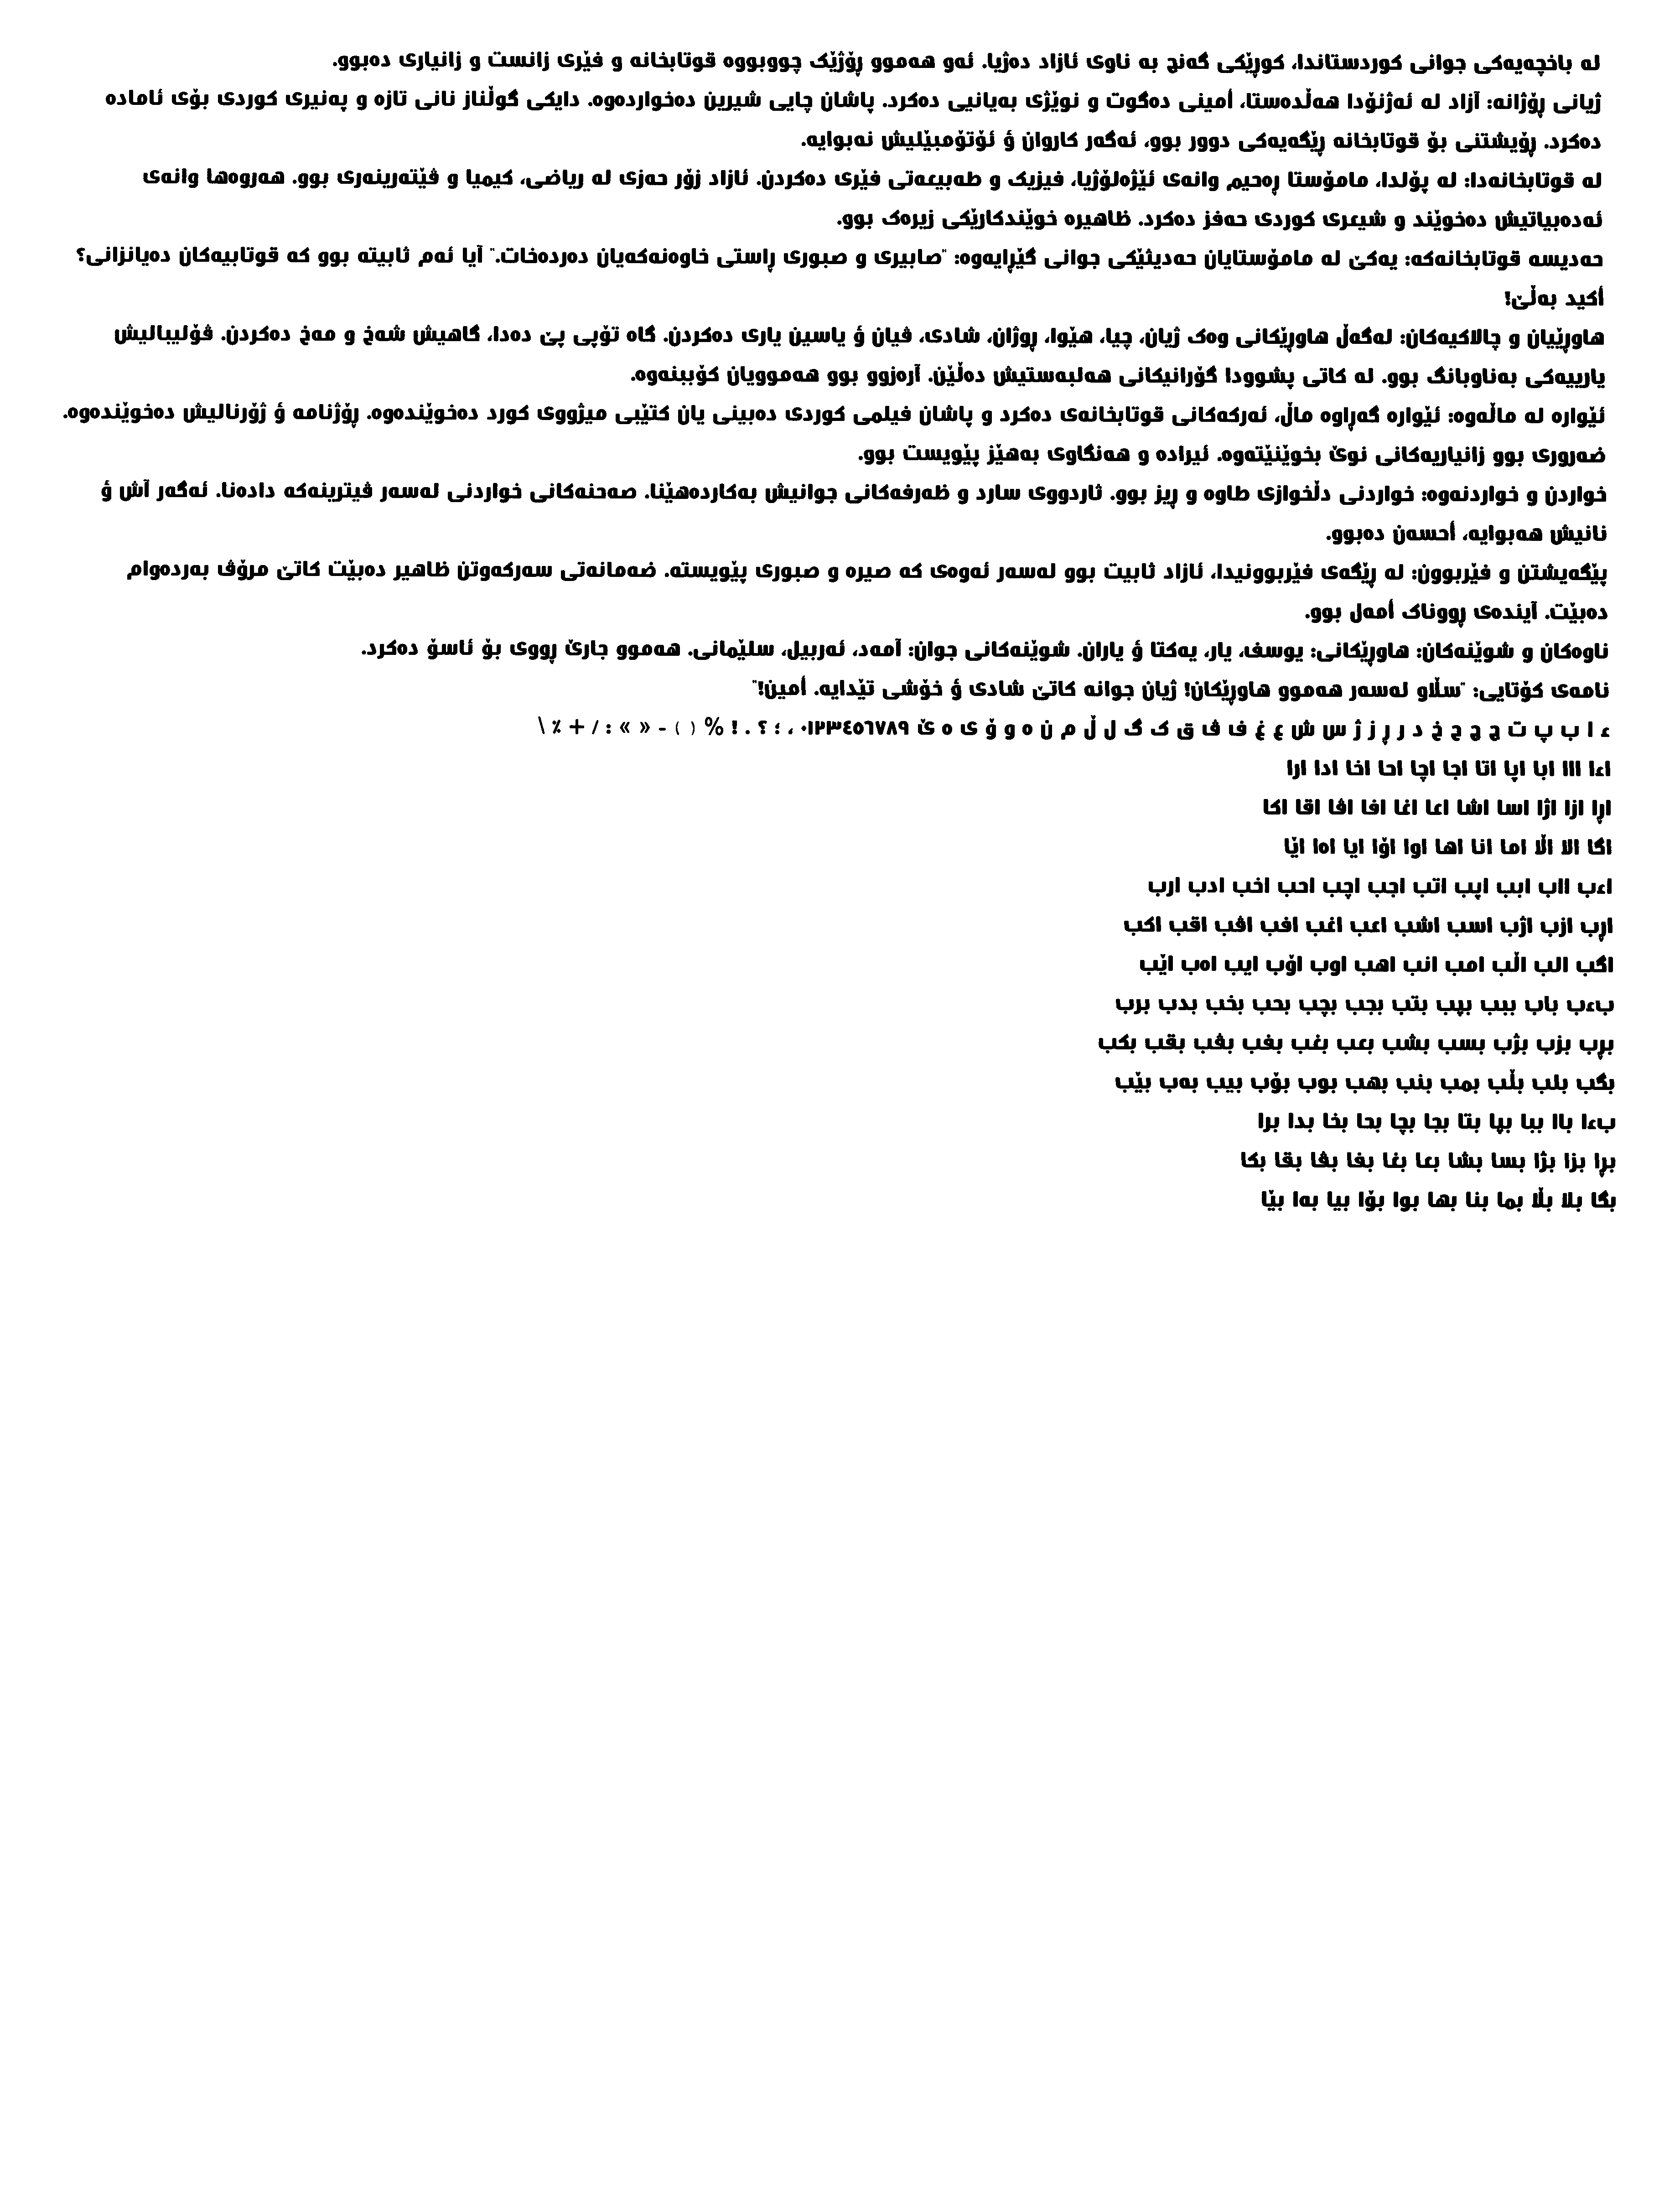 لە باخچەیەکی جوانی کوردستاندا، کوڕێکی گەنج بە ناوی ئازاد دەژیا. ئەو هەموو ڕۆژێک چووبووە قوتابخانە و فێری زانست و زانیاری دەبوو.
ژیانی ڕۆژانە: آزاد لە ئەژنۆدا هەڵدەستا، أمینی دەگوت و نوێژی بەیانیی دەکرد. پاشان چایی شیرین دەخواردەوە. دایکی گوڵناز نانی تازە و پەنیری کوردی بۆی ئامادە
دەکرد. ڕۆیشتنی بۆ قوتابخانە ڕێگەیەکی دوور بوو، ئەگەر کاروان ؤ ئۆتۆمبێلیش نەبوایە.
لە قوتابخانەدا: لە پۆلدا، مامۆستا ڕەحیم وانەی ئێژەلۆژیا، فیزیک و طەبیعەتی فێری دەکردن. ئازاد زۆر حەزی لە ریاضی، کیمیا و ڤێتەرینەری بوو. هەروەها وانەی
ئەدەبیاتیش دەخوێند و شیعری کوردی حەفز دەکرد. ظاهیرە خوێندکارێکی زیرەک بوو.
حەدیسە قوتابخانەکە: یەکێ لە مامۆستایان حەدیثێکی جوانی گێڕایەوە: "صابیری و صبوری ڕاستی خاوەنەکەیان دەردەخات." آیا ئەم ثابیتە بوو کە قوتابیەکان دەیانزانی؟
أکید بەڵێ!
هاوڕێیان و چالاکیەکان: لەگەڵ هاوڕێکانی وەک ژیان، چیا، هێوا، ڕوژان، شادی، ڤیان ؤ یاسین یاری دەکردن. گاە تۆپی پێ دەدا، گاهیش شەخ و مەخ دەکردن. ڤۆلیبالیش
یارییەکی بەناوبانگ بوو. لە کاتی پشوودا گۆرانیکانی هەلبەستیش دەڵێن. آرەزوو بوو هەموویان کۆببنەوە.
ئێوارە لە ماڵەوە: ئێوارە گەڕاوە ماڵ، ئەرکەکانی قوتابخانەی دەکرد و پاشان فیلمی کوردی دەبینی یان کتێبی میژووی کورد دەخوێندەوە. ڕۆژنامە ؤ ژۆرنالیش دەخوێندەوە.
ضەروری بوو زانیاریەکانی نوێ بخوێنێتەوە. ئیرادە و هەنگاوی بەهێز پێویست بوو.
خواردن و خواردنەوە: خواردنی دڵخوازی طاوە و ڕیز بوو. ئاردووی سارد و ظەرفەکانی جوانیش بەکاردەهێنا. صەحنەکانی خواردنی لەسەر ڤیترینەکە دادەنا. ئەگەر آش ؤ
نانیش هەبوایە، أحسەن دەبوو.
پێگەیشتن و فێربوون: لە ڕێگەی فێربوونیدا، ئازاد ثابیت بوو لەسەر ئەوەی کە صیرە و صبوری پێویستە. ضەمانەتی سەرکەوتن ظاهیر دەبێت کاتێ مرۆڤ بەردەوام
دەبێت. آیندەی ڕووناک أمەل بوو.
ناوەکان و شوێنەکان: هاوڕێکانی: یوسف، یار، یەکتا ؤ یاران. شوێنەکانی جوان: آمەد، ئەربیل، سلێمانی. هەموو جارێ ڕووی بۆ ئاسۆ دەکرد.
نامەی کۆتایی: "سڵاو لەسەر هەموو هاوڕێکان! ژیان جوانە کاتێ شادی ؤ خۆشی تێدایە. أمین!"
ء ا ب پ ت ج چ ح خ د ر ڕ ز ژ س ش ع غ ف ڤ ق ک گ ل ڵ م ن ه و ۆ ی ە ێ ٠١٢٣٤٥٦٧٨٩ ، ؛ ؟ . ! % ( ) - « » : / + ٪ \
اءا ااا ابا اپا اتا اجا اچا احا اخا ادا ارا
اڕا ازا اژا اسا اشا اعا اغا افا اڤا اقا اکا
اگا الا اڵا اما انا اها اوا اۆا ایا اەا اێا
اءب ااب ابب اپب اتب اجب اچب احب اخب ادب ارب
اڕب ازب اژب اسب اشب اعب اغب افب اڤب اقب اکب
اگب الب اڵب امب انب اهب اوب اۆب ایب اەب اێب
بءب باب ببب بپب بتب بجب بچب بحب بخب بدب برب
بڕب بزب بژب بسب بشب بعب بغب بفب بڤب بقب بکب
بگب بلب بڵب بمب بنب بهب بوب بۆب بیب بەب بێب
بءا باا ببا بپا بتا بجا بچا بحا بخا بدا برا
بڕا بزا بژا بسا بشا بعا بغا بفا بڤا بقا بکا
بگا بلا بڵا بما بنا بها بوا بۆا بیا بەا بێا